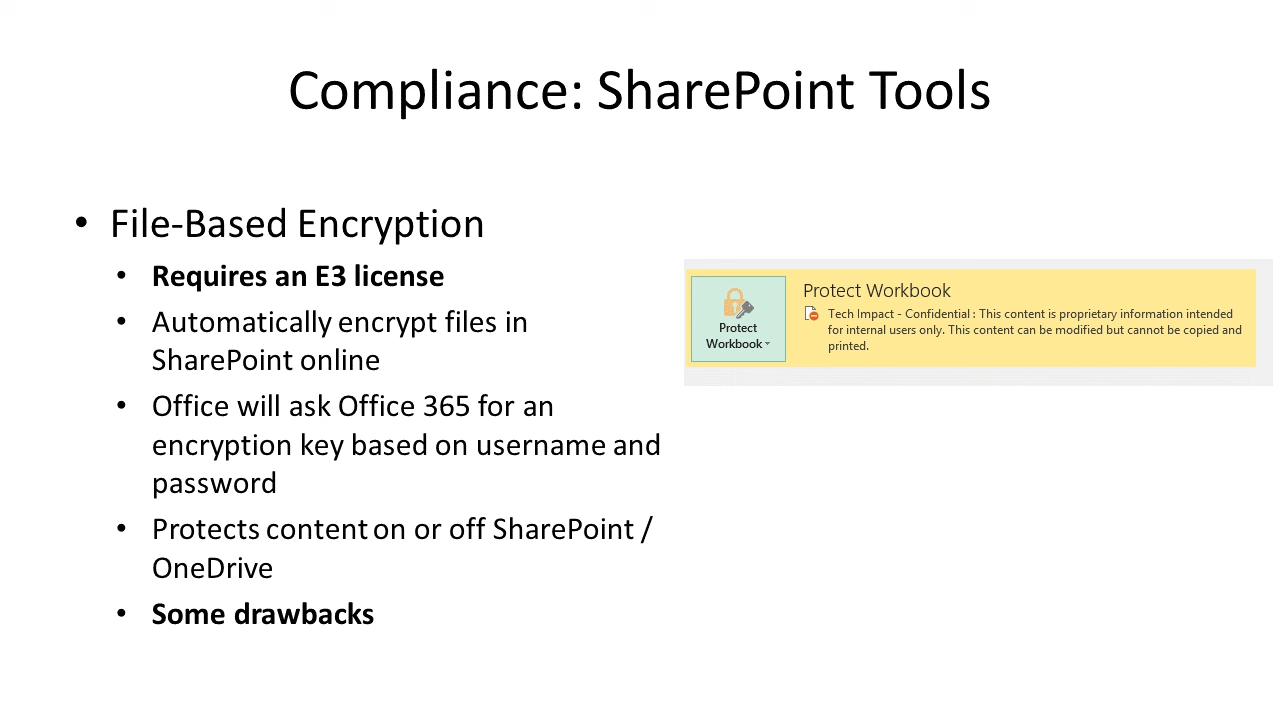 Compliance: SharePoint Tools
• File-Based Encryption
• Requires an E3 license
• Automatically encrypt files in
SharePoint online
• Office will ask Office 365 for an
encryption key based on username and
password
• Protects content on or off SharePoint /
OneDrive
• Some drawbacks
Protect
Workbook
Protect Workbook
Tech Impact - Confidential : This content is proprietary information intended
for internal users only. This content can be modified but cannot be copied and
printed.